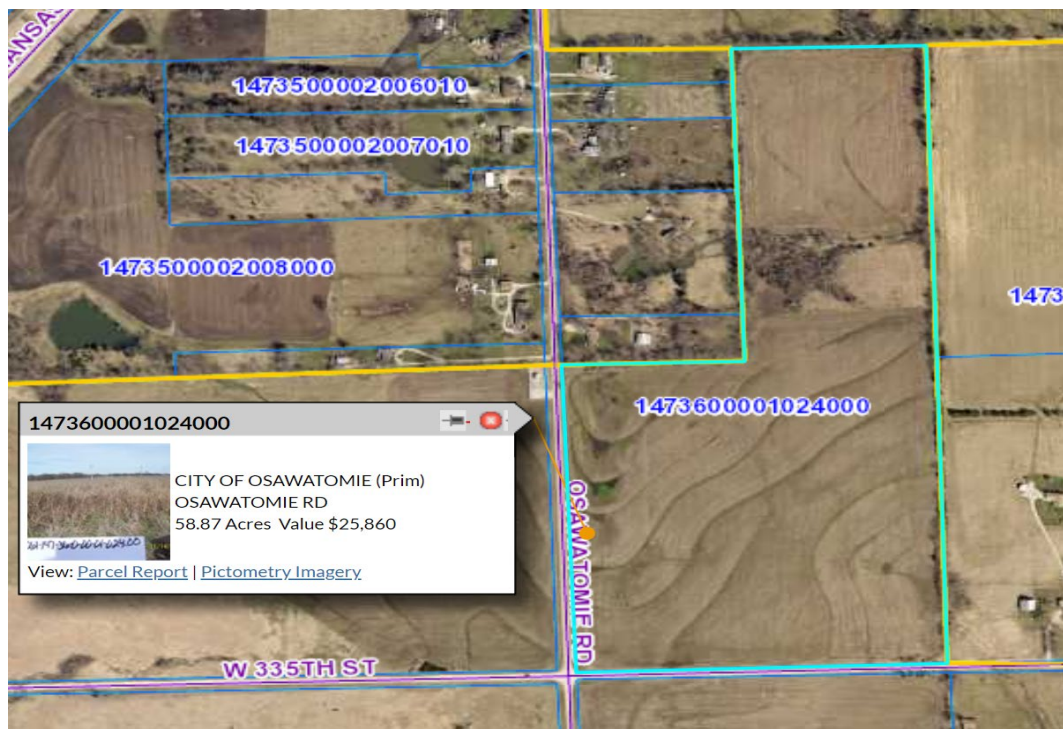 KANSAS
1473500002006010
1473500002007010
1473500002008000
1473
1473600001024000
1473600001024000
CITY OF OSAWATOMIE (Prim)
OSAWATOMIE RD
58.87 Acres Value $25,860
View: Parcel Report | Pictometry Imagery
OSAWATOMIE RD
W 335TH ST